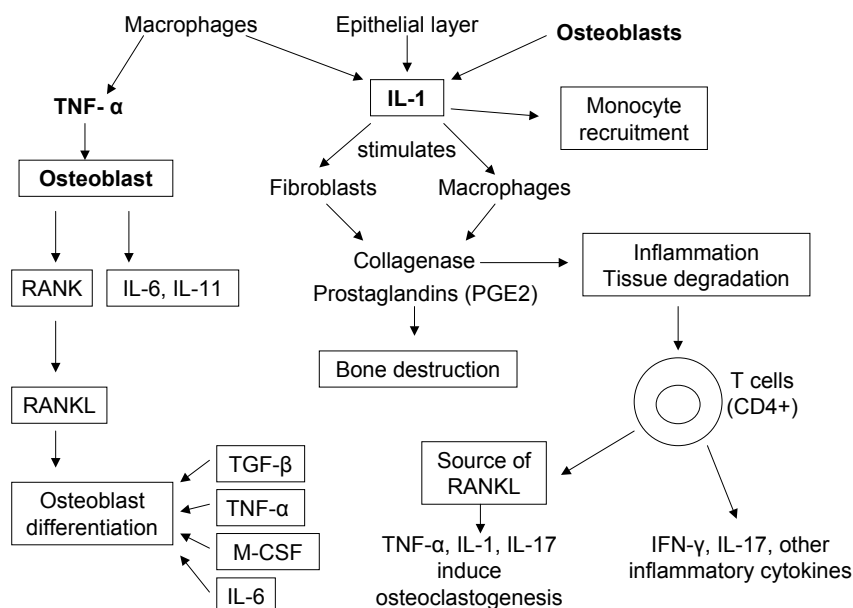 Macrophages
Epithelial layer
Osteoblasts
TNF- α
IL-1
Monocyte
recruitment
stimulates
Osteoblast
Fibroblasts
Macrophages
RANK
IL-6, IL-11
Collagenase
Prostaglandins (PGE2)
Inflammation
Tissue degradation
Bone destruction
T cells
(CD4+)
RANKL
Source of
RANKL
TGF-β
Osteoblast
differentiation
TNF-α
M-CSF
IL-6
TNF-α, IL-1, IL-17
induce
osteoclastogenesis
IFN-γ, IL-17, other
inflammatory cytokines